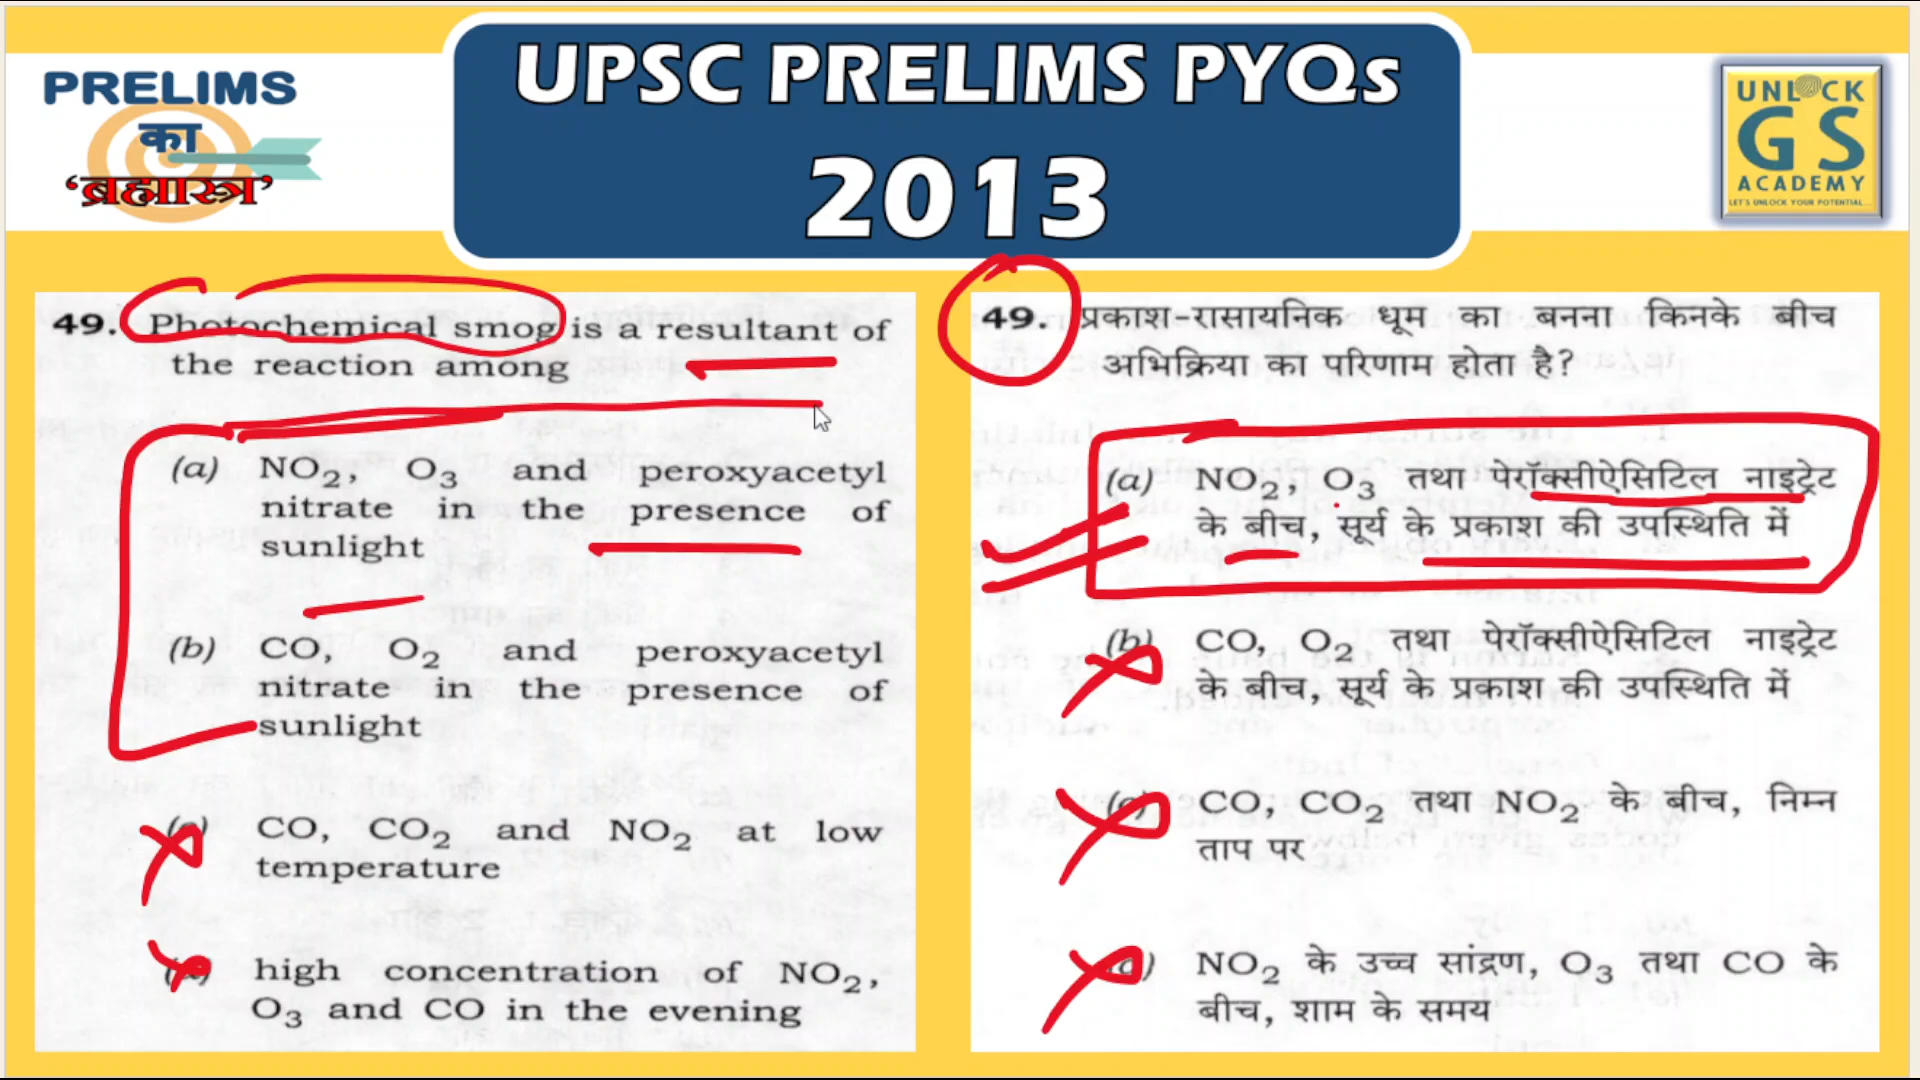 PRELIMS
का
‘ब्रह्मास्त्र’
UPSC PRELIMS PYQs
2013
UNLOCK
GS
ACADEMY
LET'S UNLOCK YOUR POTENTIAL...
49. Photochemical smog is a resultant of
the reaction among
(a) NO₂, O₃ and peroxyacetyl
nitrate in the presence of
sunlight
(b) CO, O₂ and peroxyacetyl
nitrate in the presence of
sunlight
(c) CO, CO₂ and NO₂ at low
temperature
(d) high concentration of NO₂,
O₃ and CO in the evening
49. प्रकाश-रासायनिक धूम का बनना किनके बीच
अभिक्रिया का परिणाम होता है?
(a) NO₂, O₃ तथा पेरॉक्सीऐसिटिल नाइट्रेट
के बीच, सूर्य के प्रकाश की उपस्थिति में
(b) CO, O₂ तथा पेरॉक्सीऐसिटिल नाइट्रेट
के बीच, सूर्य के प्रकाश की उपस्थिति में
(c) CO, CO₂ तथा NO₂ के बीच, निम्न
ताप पर
(d) NO₂ के उच्च सांद्रण, O₃ तथा CO के
बीच, शाम के समय